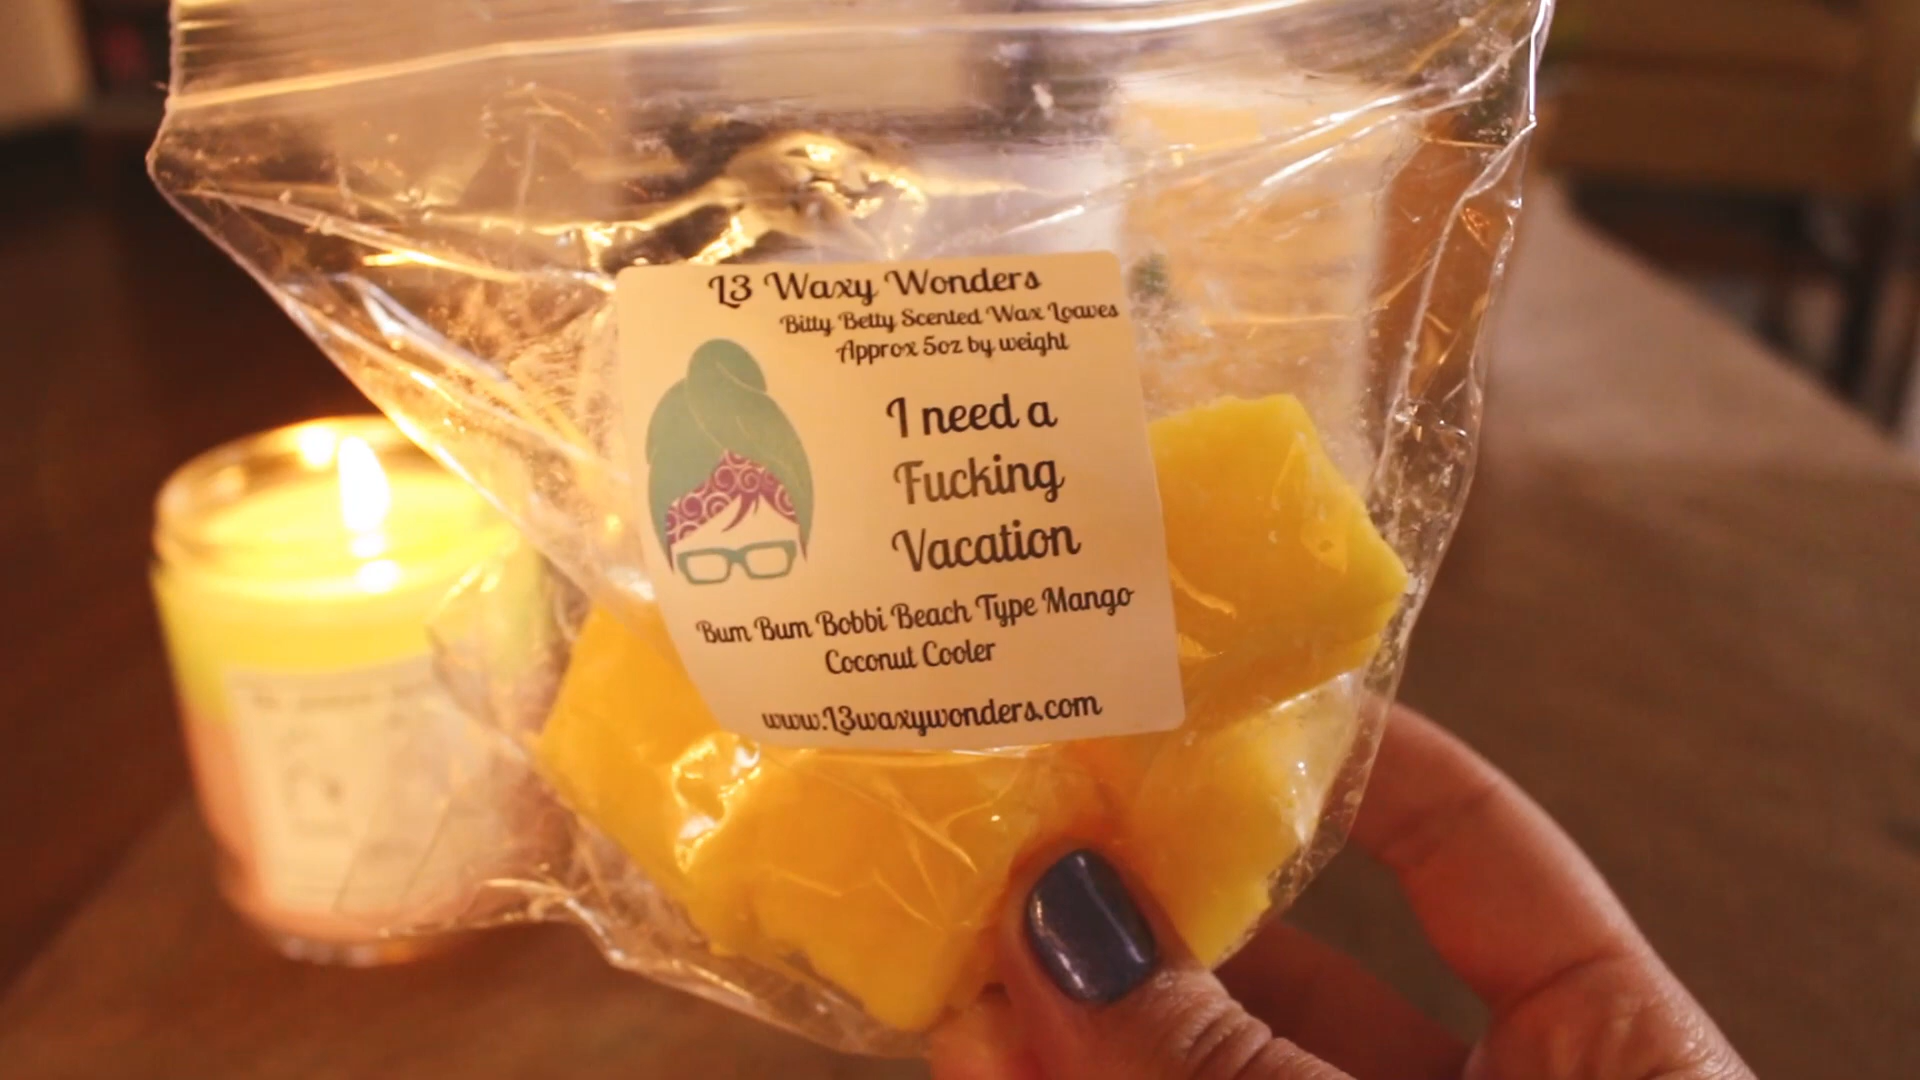 L3 Waxy Wonders
Bitty Betty Scented Wax Loaves
Approx 5oz by weight
I need a
Fucking
Vacation
Bum Bum Bobbi Beach Type Mango
Coconut Cooler
www.L3waxywonders.com